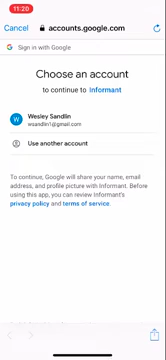 11:20
Cancel
accounts.google.com
Sign in with Google
Choose an account
to continue to Informant
W
Wesley Sandlin
wsandlin1@gmail.com
Use another account
To continue, Google will share your name, email
address, and profile picture with Informant. Before
using this app, you can review Informant's
privacy policy and terms of service.